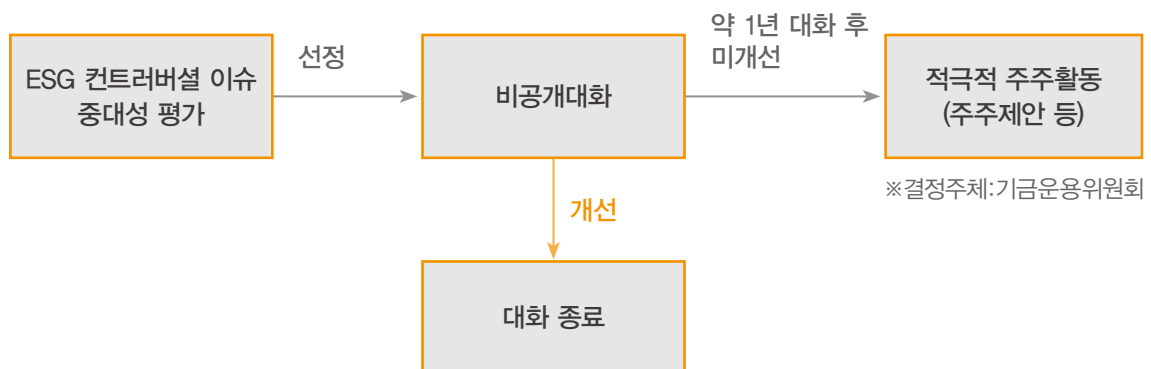 ESG 컨트러버셜 이슈
중대성 평가
선정
비공개대화
약 1년 대화 후
미개선
적극적 주주활동
(주주제안 등)
※결정주체:기금운용위원회
개선
대화 종료